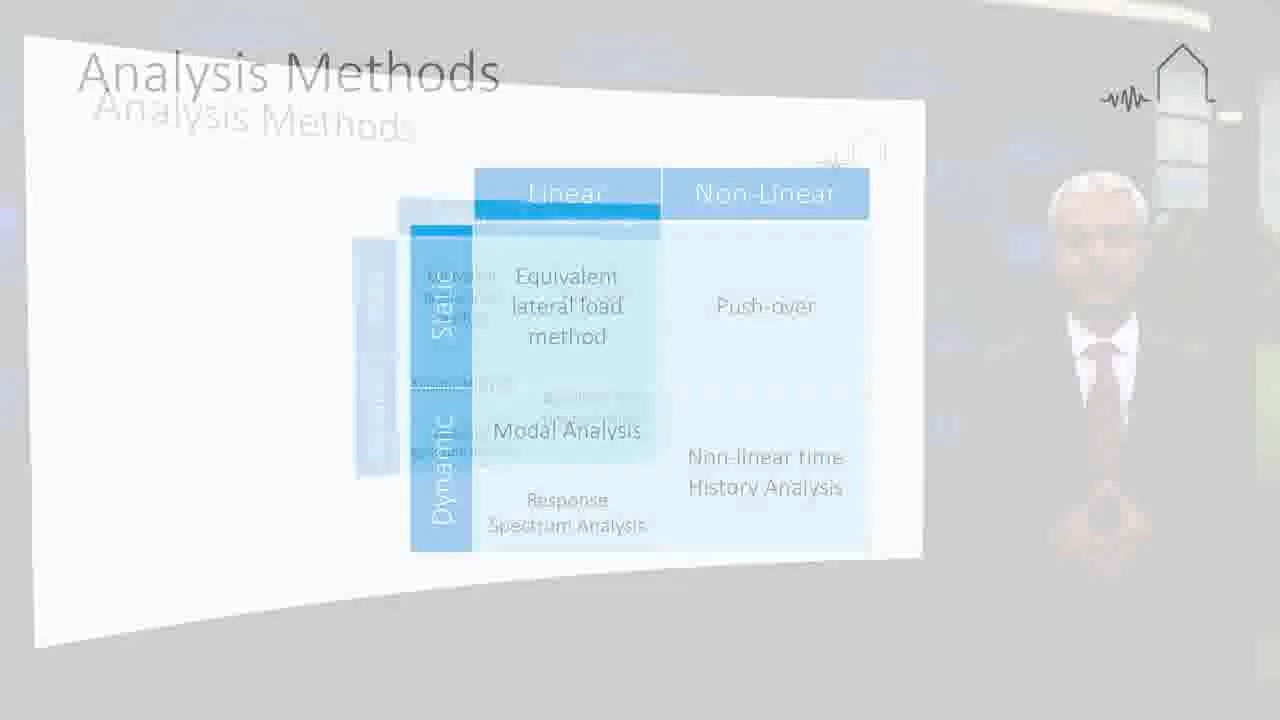 Analysis Methods
Analysis Methods
Linear
Non-Linear
Static
Equivalent
lateral load
method
Push-over
Dynamic
Modal Analysis
Response
Spectrum Analysis
Non-linear time
History Analysis